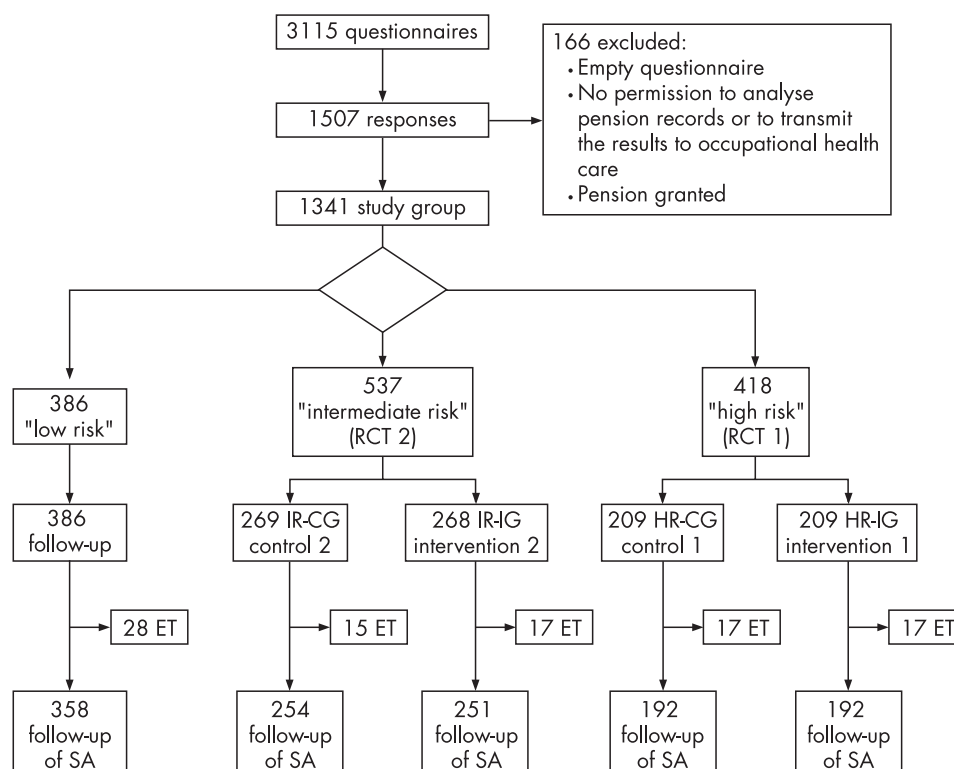 3115 questionnaires
166 excluded:
• Empty questionnaire
• No permission to analyse
pension records or to transmit
the results to occupational health
care
• Pension granted
1507 responses
1341 study group
386
"low risk"
537
"intermediate risk"
(RCT 2)
418
"high risk"
(RCT 1)
386
follow-up
269 IR-CG
control 2
268 IR-IG
intervention 2
209 HR-CG
control 1
209 HR-IG
intervention 1
28 ET
15 ET
17 ET
17 ET
17 ET
358
follow-up
of SA
254
follow-up
of SA
251
follow-up
of SA
192
follow-up
of SA
192
follow-up
of SA